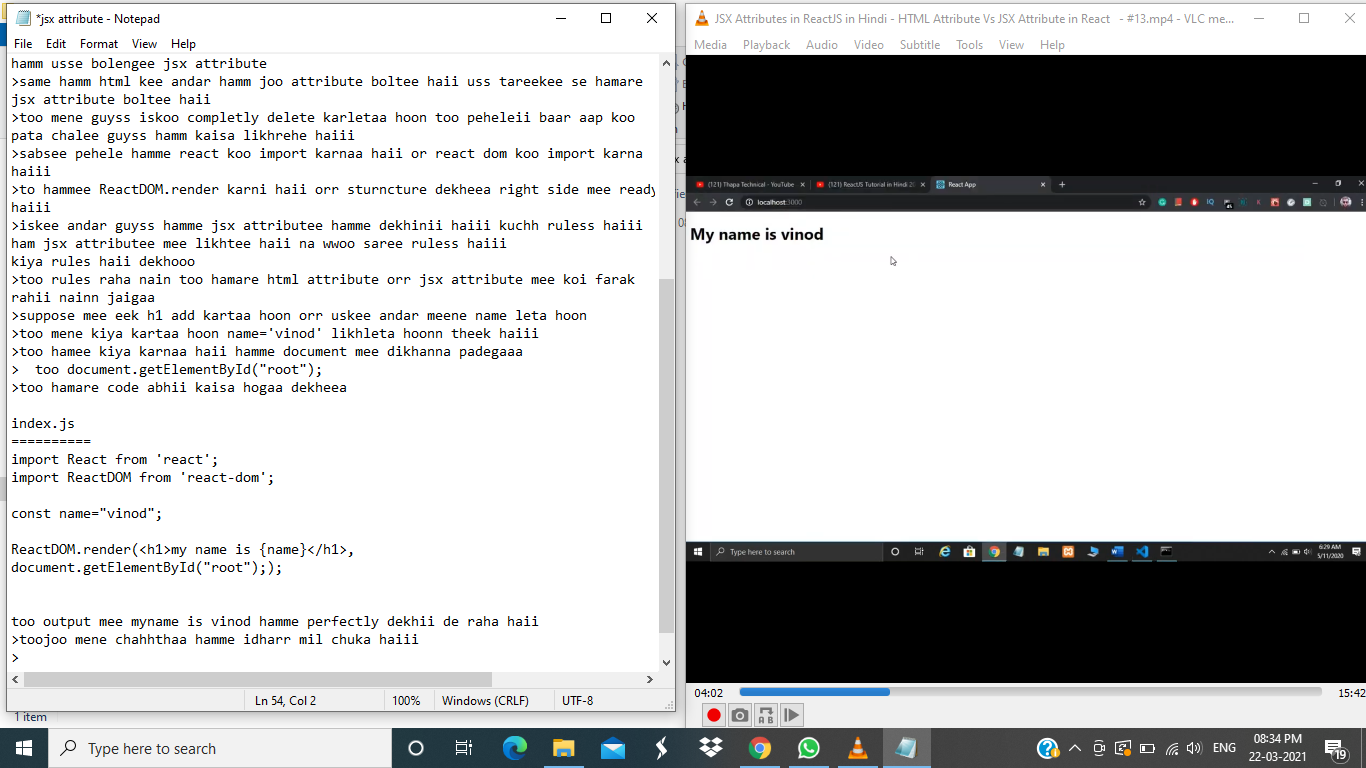 *jsx attribute - Notepad
File Edit Format View Help
hamm usse bolengee jsx attribute
>same hamm html kee andar hamm joo attribute boltee haii uss tareekee se hamare
jsx attribute boltee haii
>too mene guyss iskoo completly delete karletaa hoon too peheleii baar aap koo
pata chalee guyss hamm kaisa likhrehe haiii
>sabsee pehele hamme react koo import karnaa haii or react dom koo import karna
haiii
>to hammee ReactDOM.render karni haii orr sturncture dekheea right side mee ready
haiii
>iskee andar guyss hamme jsx attributee hamme dekhinii haiii kuchh ruless haiii
ham jsx attributee mee likhtee haii na wwoo saree ruless haiii
kiya rules haii dekhooo
>too rules raha nain too hamare html attribute orr jsx attribute mee koi farak
rahii nainn jaigaa
>suppose mee eek h1 add kartaa hoon orr uskee andar meene name leta hoon
>too mene kiya kartaa hoon name='vinod' likhleta hoonn theek haiii
>too hamee kiya karnaa haii hamme document mee dikhanna padegaaa
>  too document.getElementById("root");
>too hamare code abhii kaisa hogaa dekheea
index.js
==========
import React from 'react';
import ReactDOM from 'react-dom';
const name="vinod";
ReactDOM.render(<h1>my name is {name}</h1>,
document.getElementById("root"););
too output mee myname is vinod hamme perfectly dekhii de raha haii
>toojoo mene chahhthaa hamme idharr mil chuka haiii
>
Ln 54, Col 2 100% Windows (CRLF) UTF-8
1 item
JSX Attributes in ReactJS in Hindi - HTML Attribute Vs JSX Attribute in React - #13.mp4 - VLC me...
Media Playback Audio Video Subtitle Tools View Help
(121) Thapa Technical - YouTube (121) ReactJS Tutorial in Hindi React App
localhost:3000
My name is vinod
Type here to search
6:29 AM
5/11/2020
04:02 15:42
Type here to search
ENG
08:34 PM
22-03-2021
19